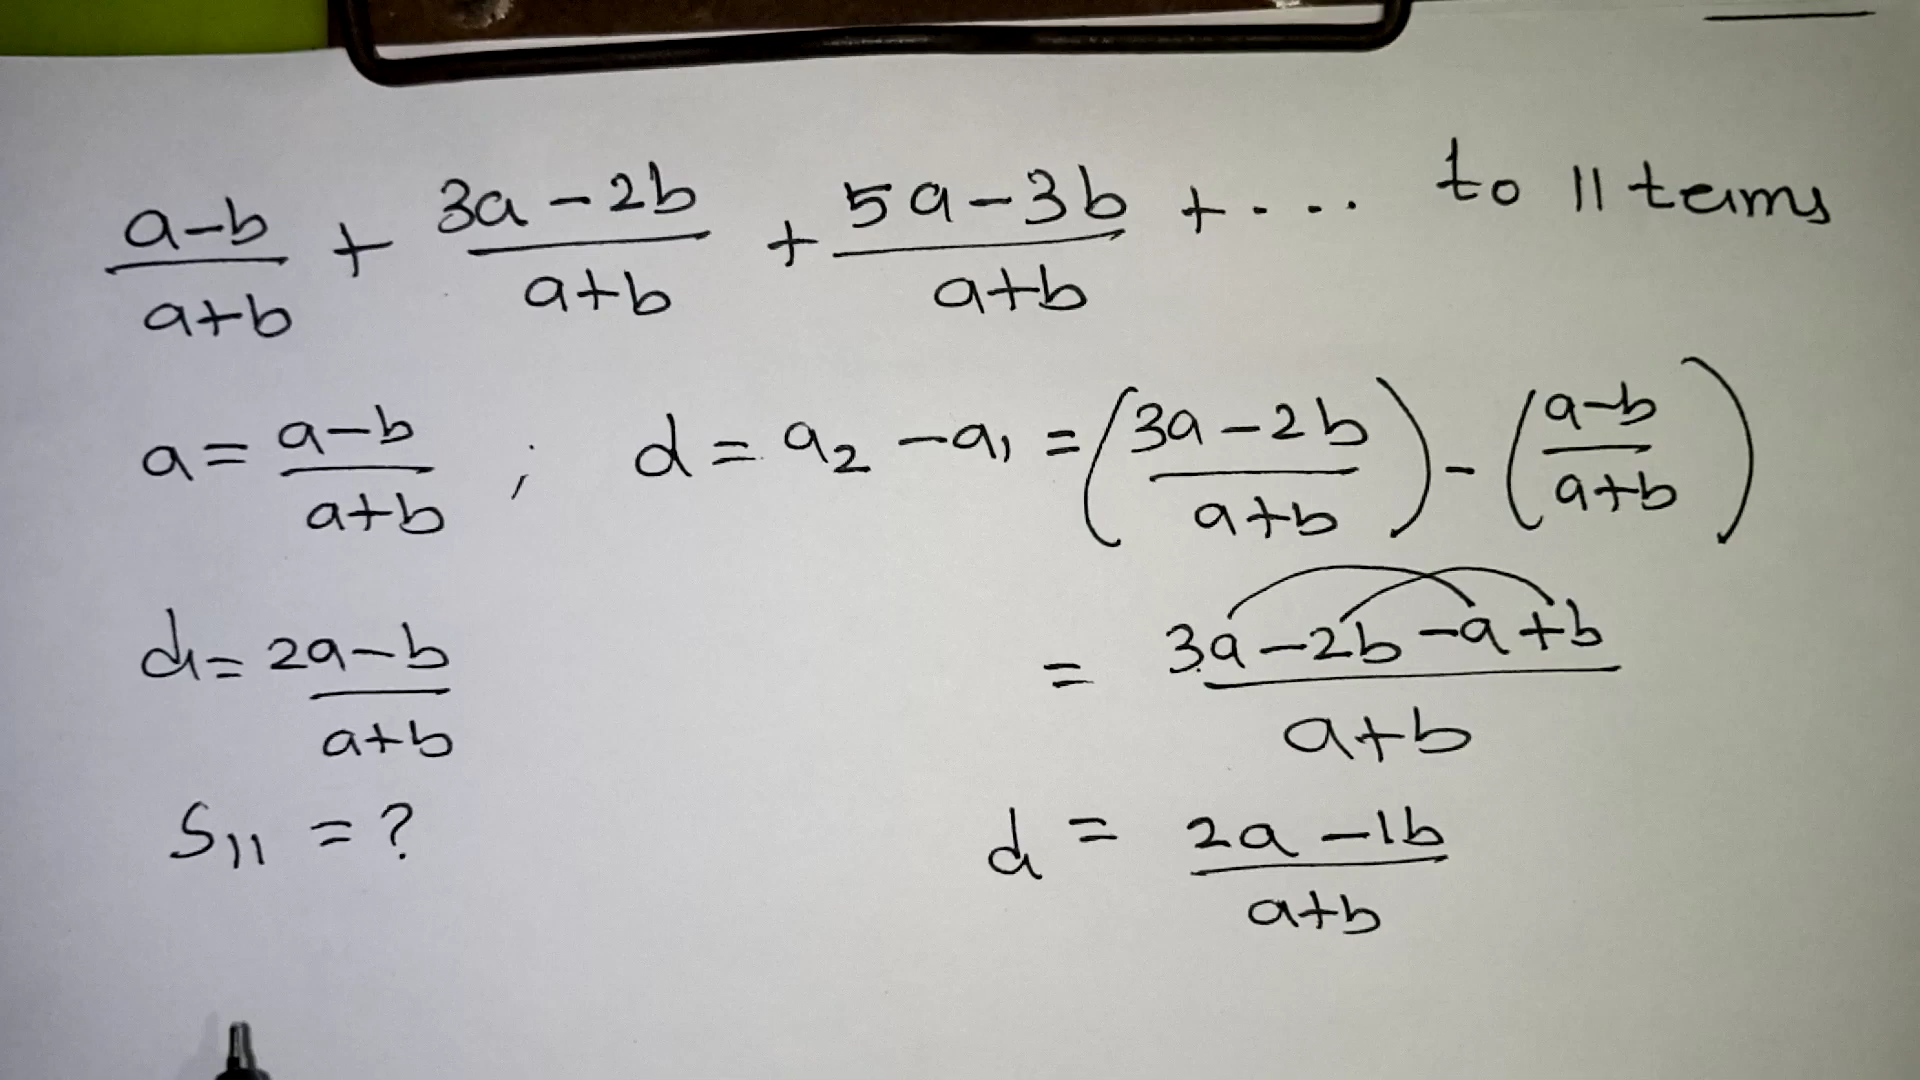 a-b/a+b + 3a-2b/a+b + 5a-3b/a+b + .... to 11 terms
a = a-b/a+b ; d = a₂ - a₁ = (3a-2b/a+b) - (a-b/a+b)
d = 2a-b/a+b = 3a-2b-a+b/a+b
S₁₁ = ? d = 2a-1b/a+b